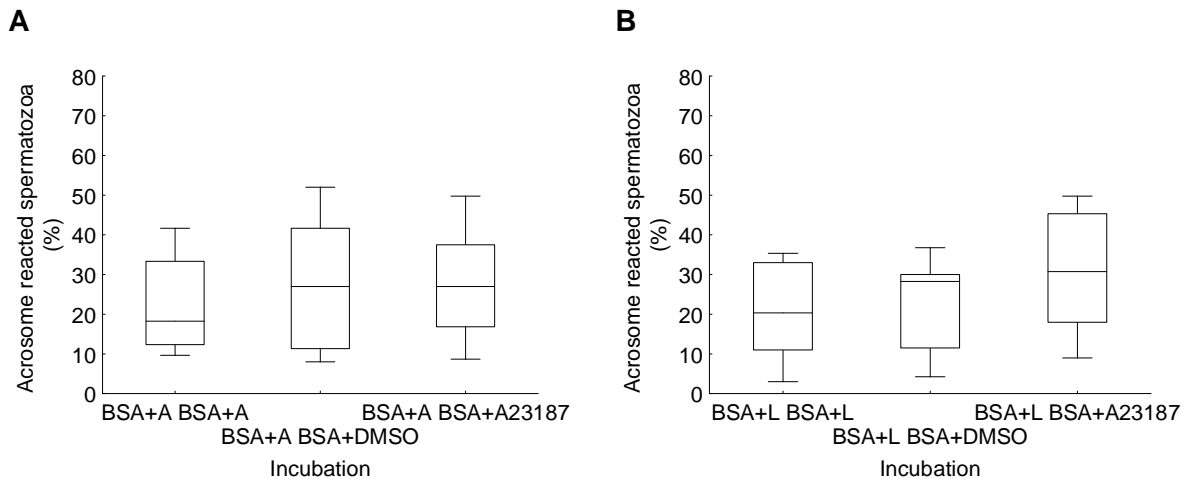 A
Acrosome reacted spermatozoa
(%)
80
70
60
50
40
30
20
10
0
BSA+A BSA+A
BSA+A BSA+A23187
BSA+A BSA+DMSO
Incubation
B
Acrosome reacted spermatozoa
(%)
80
70
60
50
40
30
20
10
0
BSA+L BSA+L
BSA+L BSA+A23187
BSA+L BSA+DMSO
Incubation